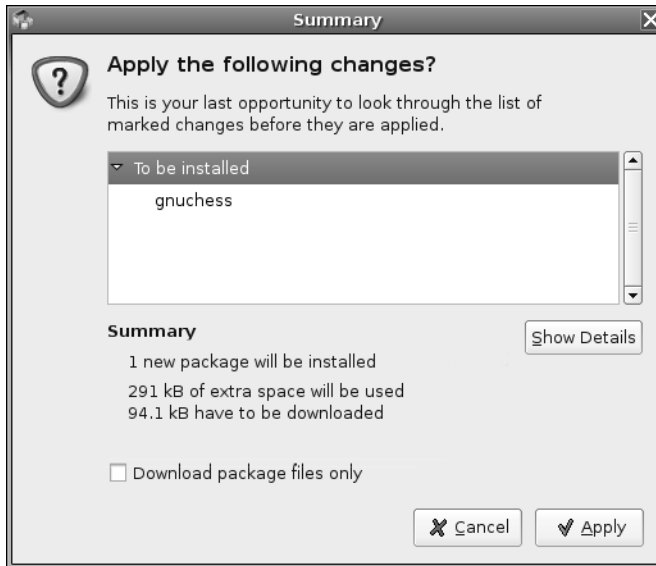 Summary
Apply the following changes?
This is your last opportunity to look through the list of
marked changes before they are applied.
To be installed
gnuchess
Summary
Show Details
1 new package will be installed
291 kB of extra space will be used
94.1 kB have to be downloaded
Download package files only
Cancel
Apply